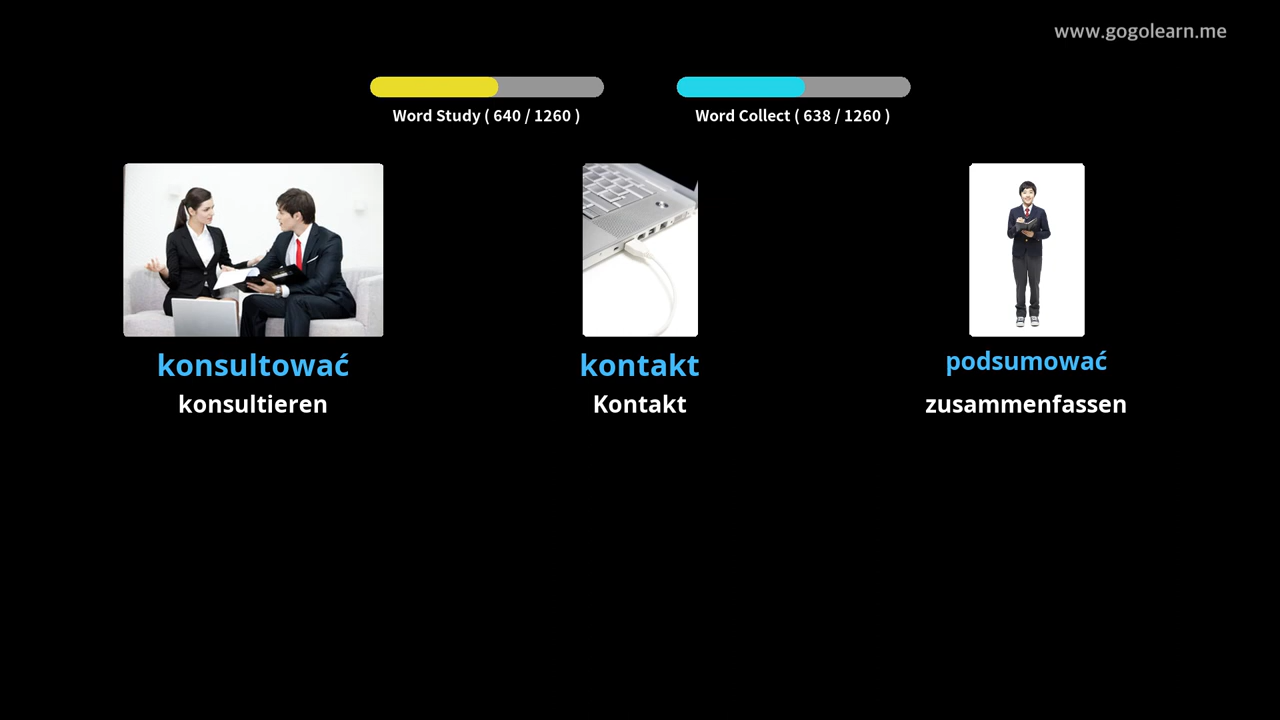 www.gogolearn.me
Word Study ( 640 / 1260 )
Word Collect ( 638 / 1260 )
konsultować
kontakt
podsumować
konsultieren
Kontakt
zusammenfassen